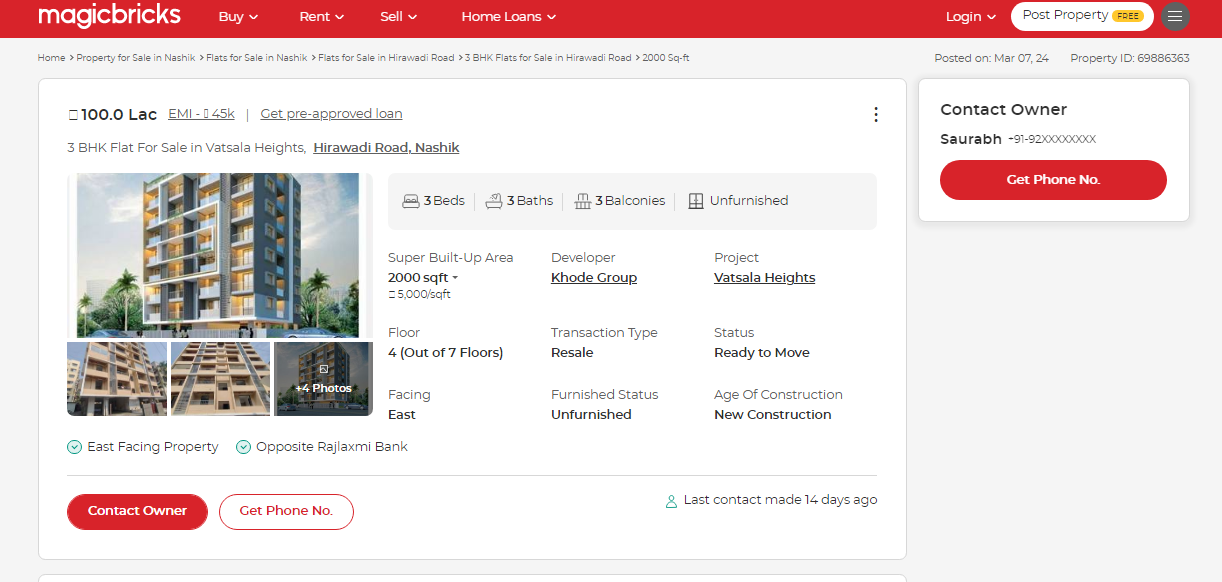 magicbricks
Buy
Rent
Sell
Home Loans
Login
Post Property FREE
Home > Property for Sale in Nashik > Flats for Sale in Nashik > Flats for Sale in Hirawadi Road > 3 BHK Flats for Sale in Hirawadi Road > 2000 Sq-ft
Posted on: Mar 07, 24
Property ID: 69886363
100.0 Lac EMI - 45k | Get pre-approved loan
3 BHK Flat For Sale in Vatsala Heights, Hirawadi Road, Nashik
3 Beds
3 Baths
3 Balconies
Unfurnished
Super Built-Up Area
2000 sqft
5,000/sqft
Developer
Khode Group
Project
Vatsala Heights
Floor
4 (Out of 7 Floors)
Transaction Type
Resale
Status
Ready to Move
+4 Photos
Facing
East
Furnished Status
Unfurnished
Age Of Construction
New Construction
East Facing Property
Opposite Rajlaxmi Bank
Contact Owner
Get Phone No.
Last contact made 14 days ago
Contact Owner
Saurabh +91-92XXXXXXXX
Get Phone No.